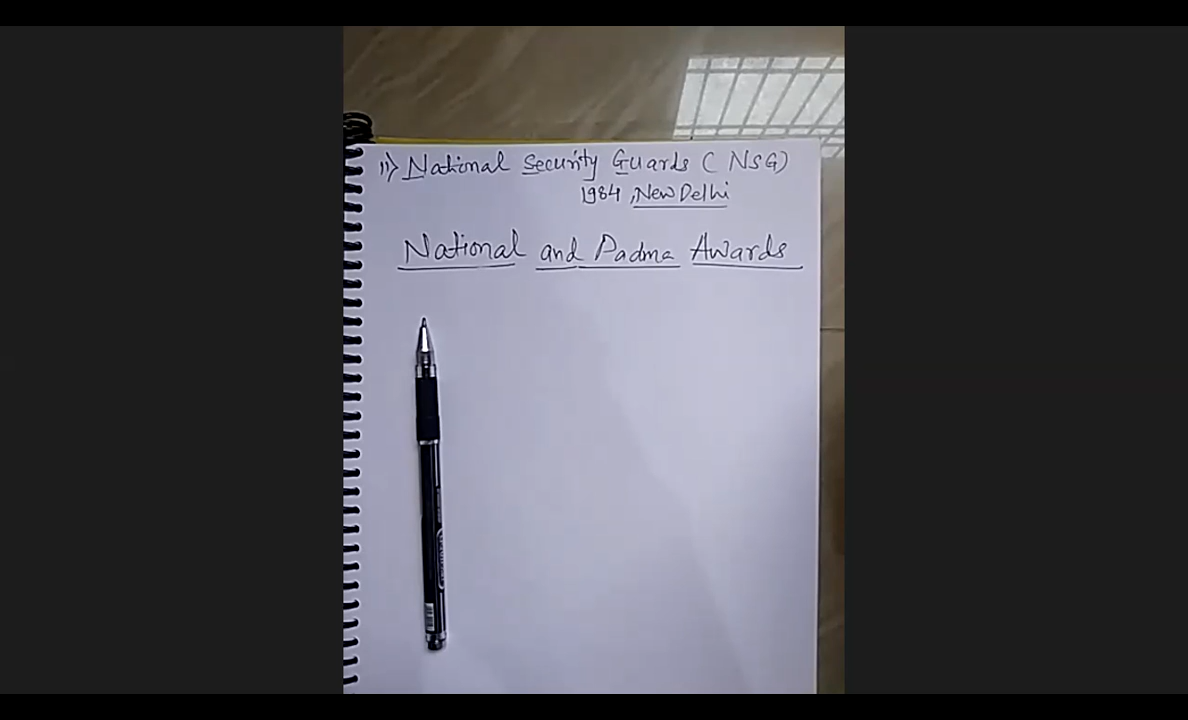 11) National Security Guards (NSG)
1984, New Delhi
National and Padma Awards